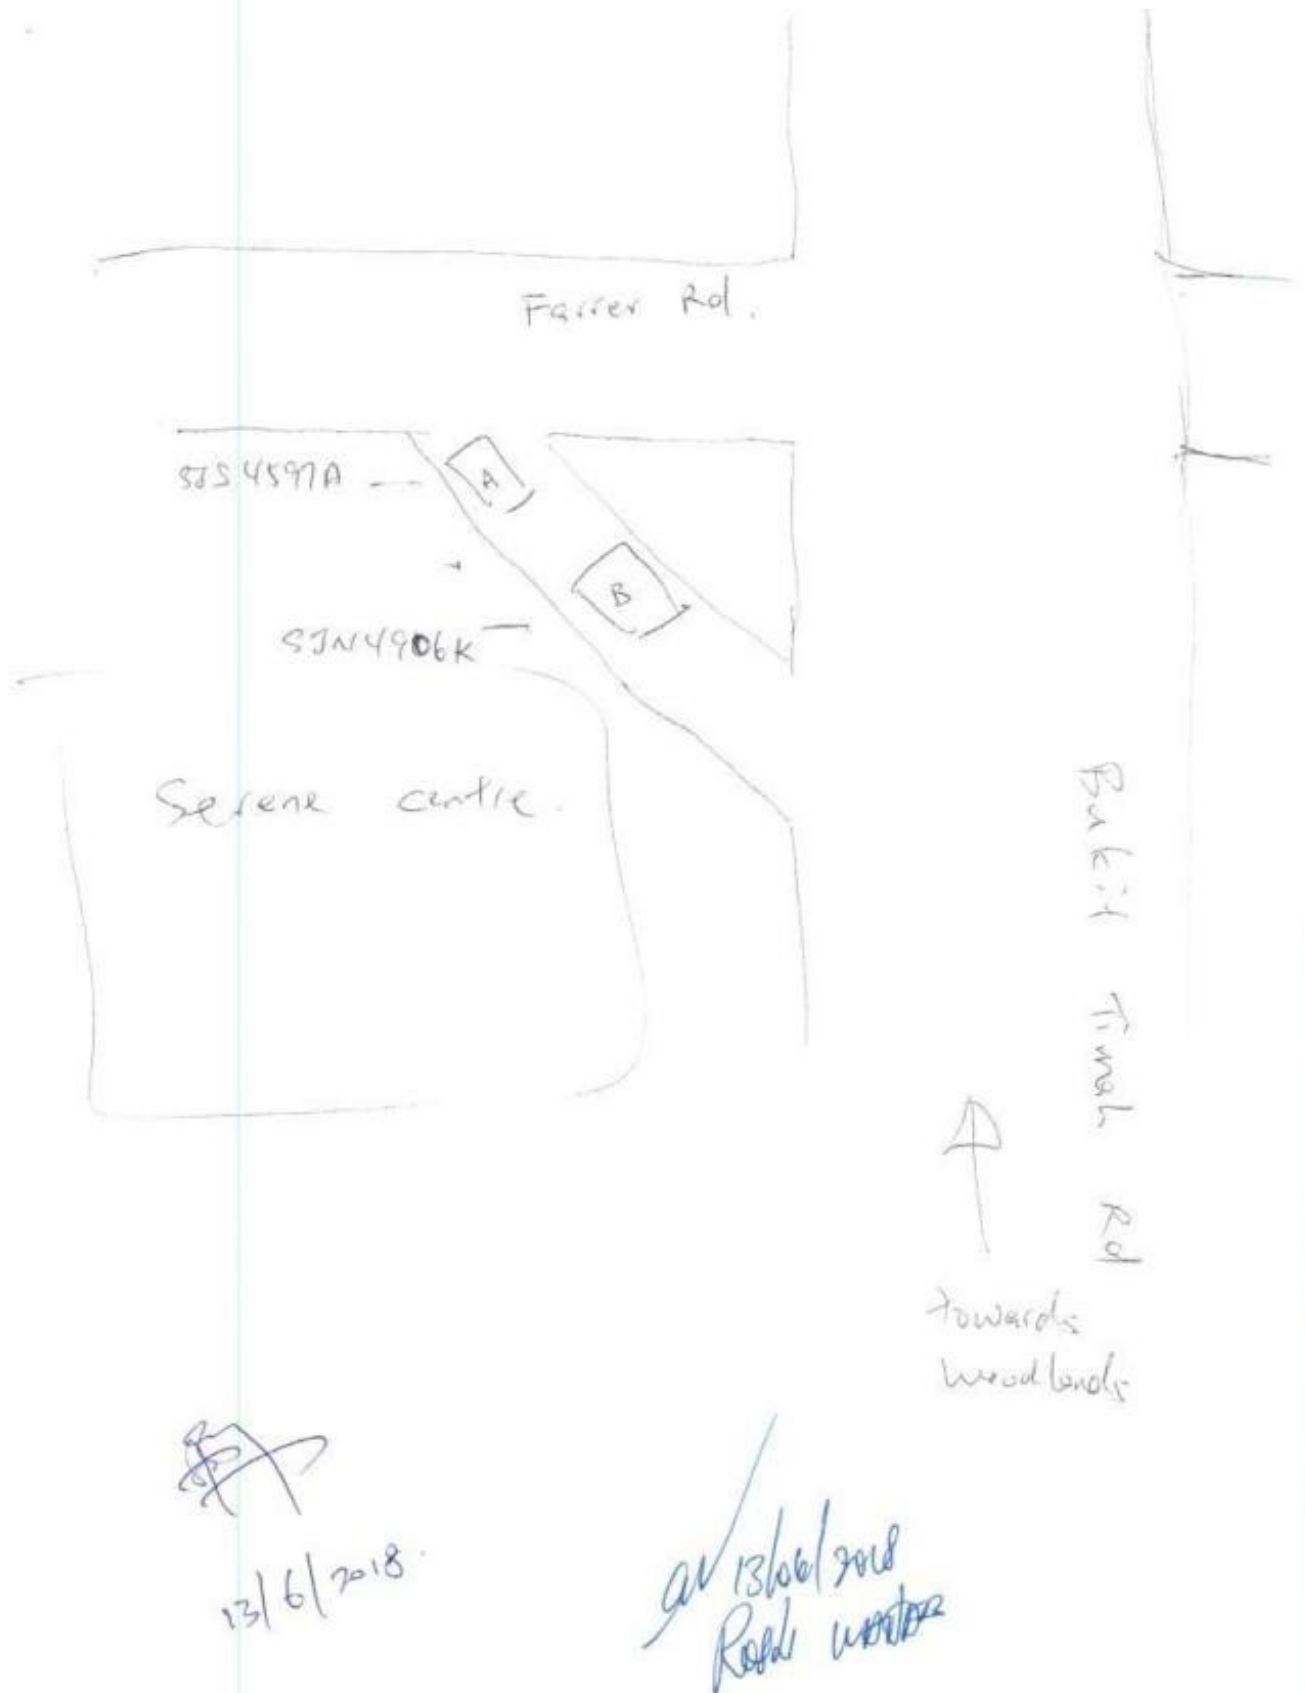 Farrer Rd.
SJS4597A
A
B
SJN4906K
Serene centre.
Bukit Timah Rd
towards
woodlands
13/6/2018.
13/06/2018